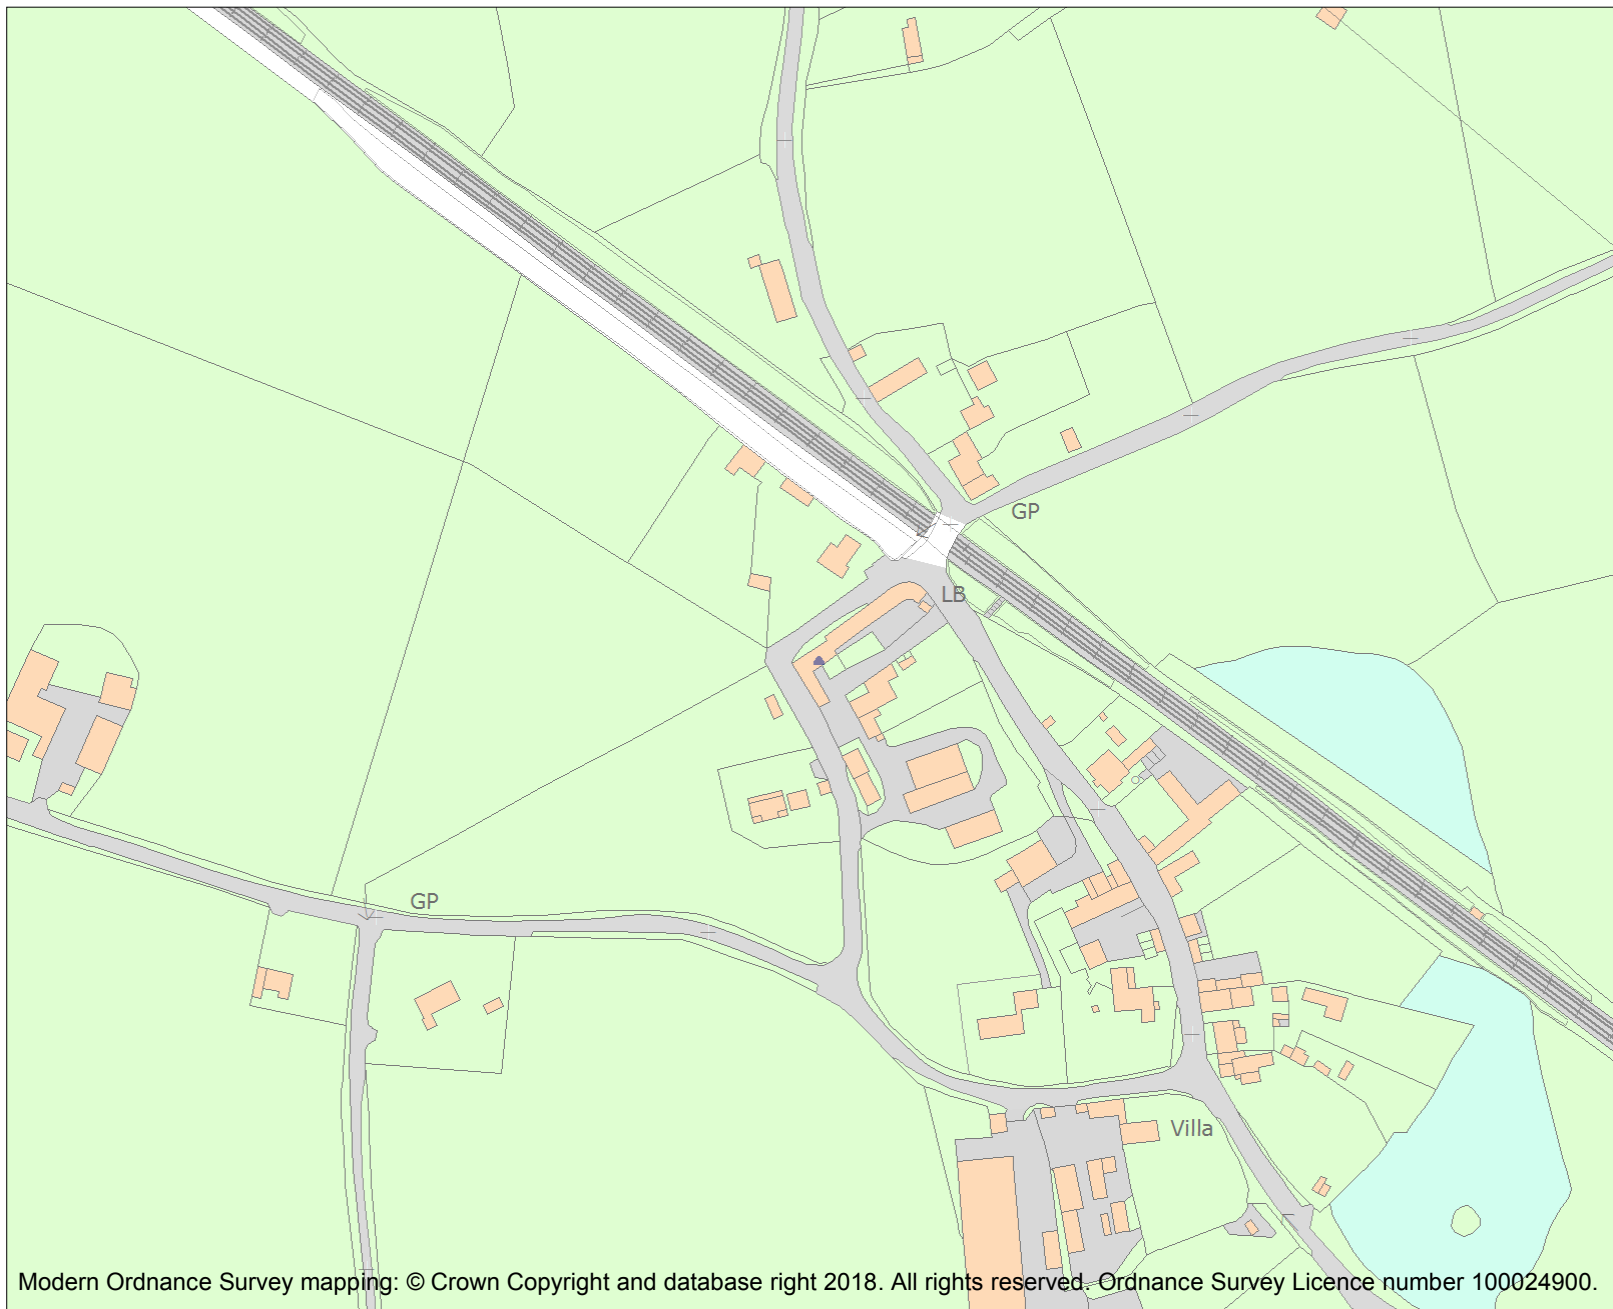 GP
LB
GP
Villa
Modern Ordnance Survey mapping: © Crown Copyright and database right 2018. All rights reserved. Ordnance Survey Licence number 100024900.